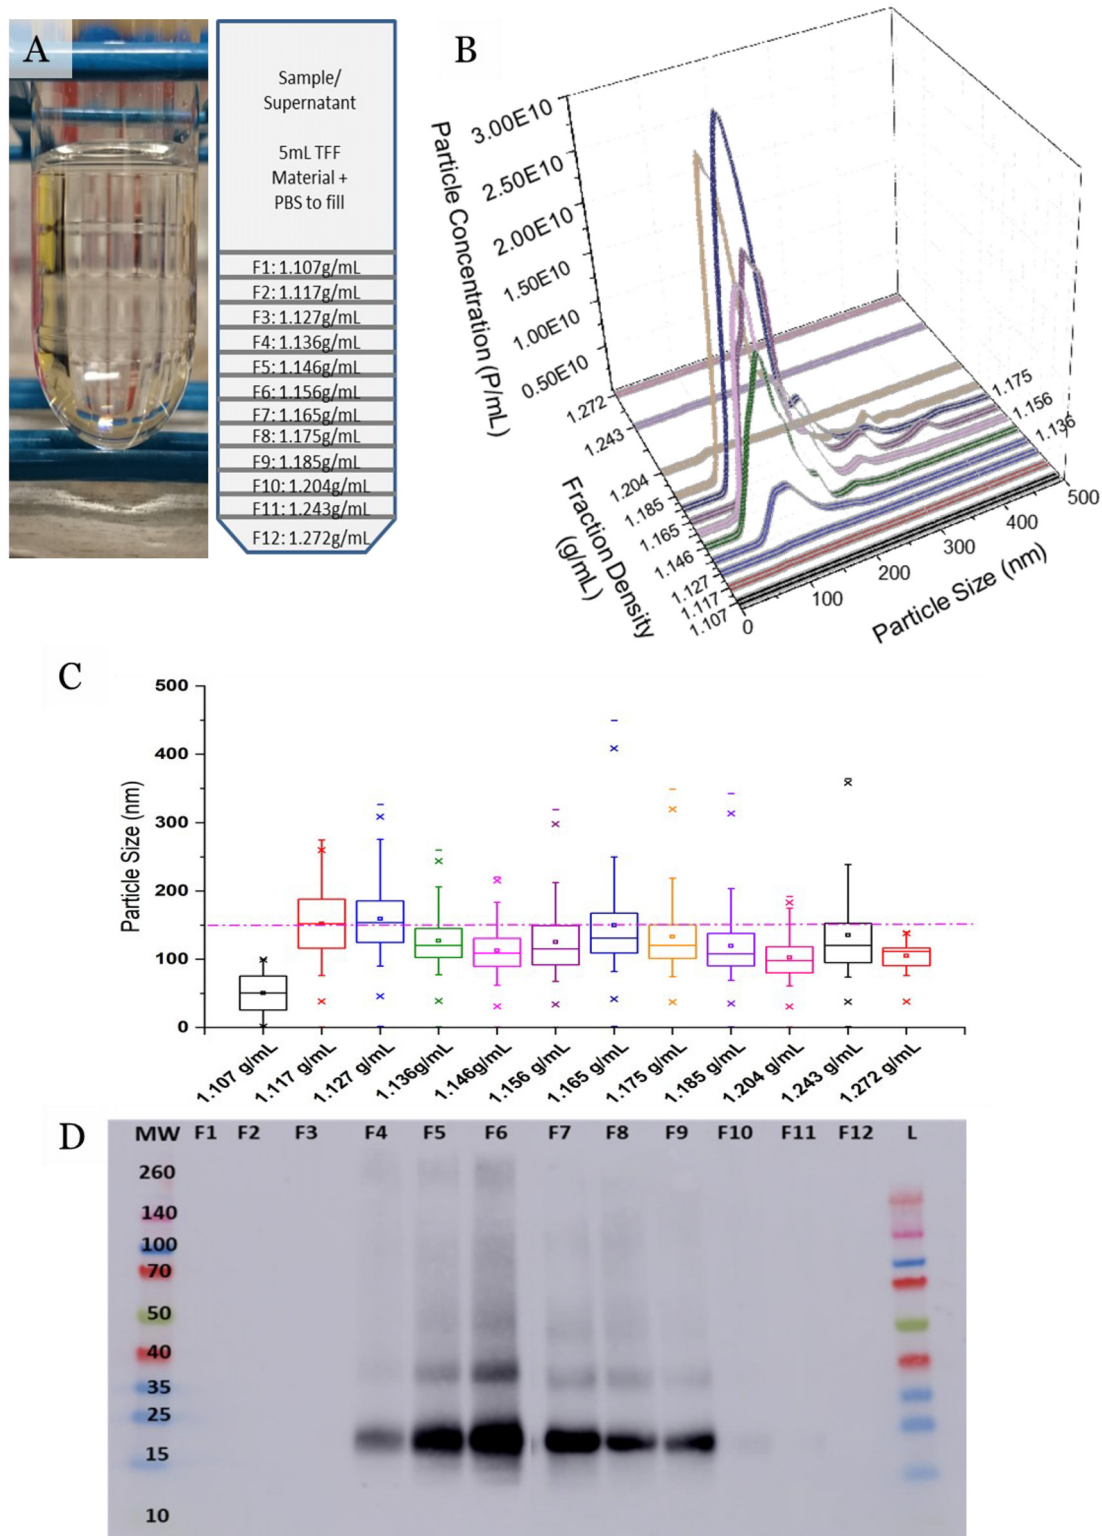 A
Sample/
Supernatant
5mL TFF
Material +
PBS to fill
F1: 1.107g/mL
F2: 1.117g/mL
F3: 1.127g/mL
F4: 1.136g/mL
F5: 1.146g/mL
F6: 1.156g/mL
F7: 1.165g/mL
F8: 1.175g/mL
F9: 1.185g/mL
F10: 1.204g/mL
F11: 1.243g/mL
F12: 1.272g/mL
B
Particle Concentration (P/mL)
3.00E10
2.50E10
2.00E10
1.50E10
1.00E10
0.50E10
1.272
1.243
1.204
1.185
1.165
1.146
1.127
1.117
1.107
Fraction Density
(g/mL)
1.175
1.156
1.136
0
100
200
300
400
500
Particle Size (nm)
C
Particle Size (nm)
500
400
300
200
100
0
1.107 g/mL
1.117 g/mL
1.127 g/mL
1.136g/mL
1.146g/mL
1.156 g/mL
1.165 g/mL
1.175 g/mL
1.185 g/mL
1.204 g/mL
1.243 g/mL
1.272 g/mL
D
MW F1 F2 F3 F4 F5 F6 F7 F8 F9 F10 F11 F12 L
260
140
100
70
50
40
35
25
15
10